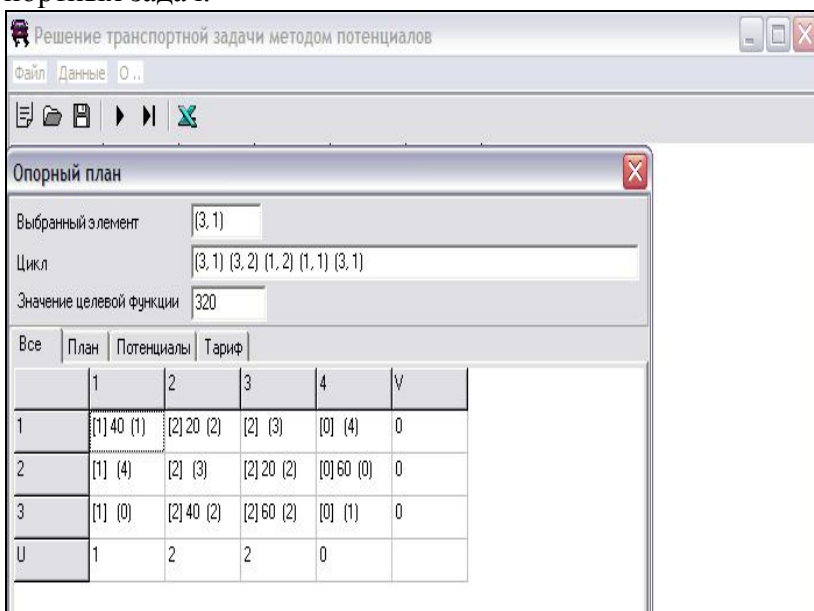 Решение транспортной задачи методом потенциалов
Файл Данные О ..
Опорный план
Выбранный элемент (3, 1)
Цикл (3, 1) (3, 2) (1, 2) (1, 1) (3, 1)
Значение целевой функции 320
Все План Потенциалы Тариф
1 2 3 4 V
1 [1] 40 (1) [2] 20 (2) [2] (3) [0] (4) 0
2 [1] (4) [2] (3) [2] 20 (2) [0] 60 (0) 0
3 [1] (0) [2] 40 (2) [2] 60 (2) [0] (1) 0
U 1 2 2 0